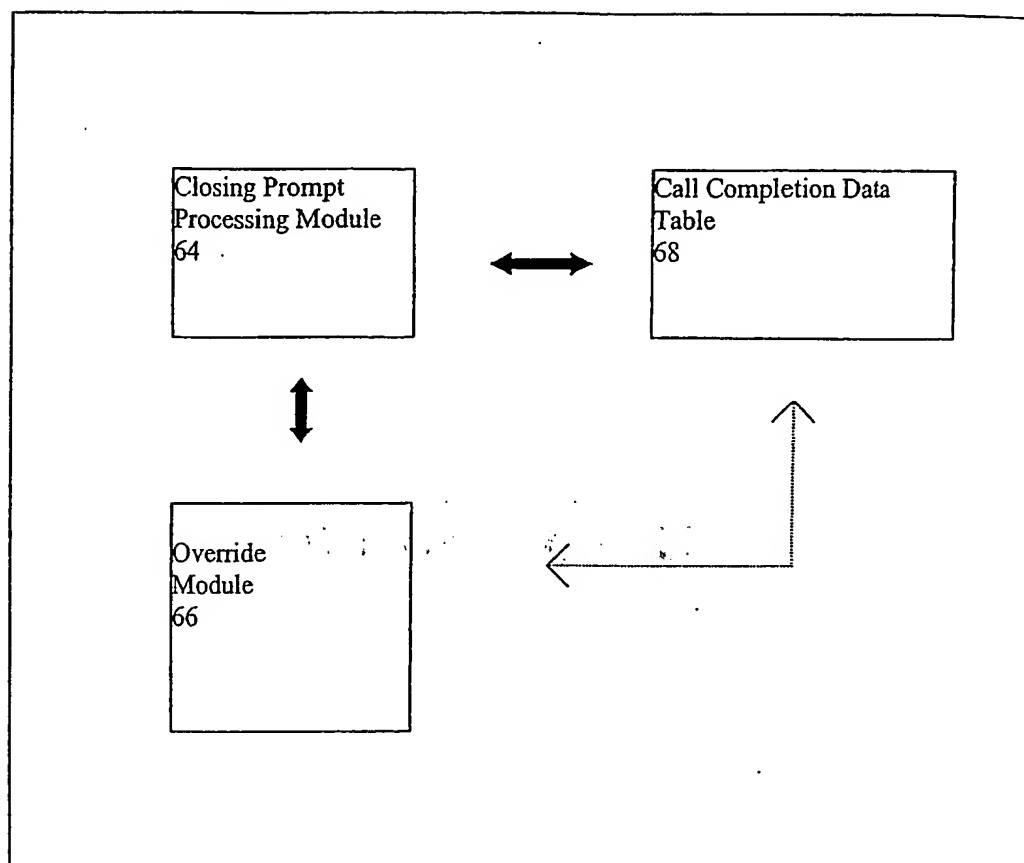 Closing Prompt
Processing Module
64
Call Completion Data
Table
68
Override
Module
66